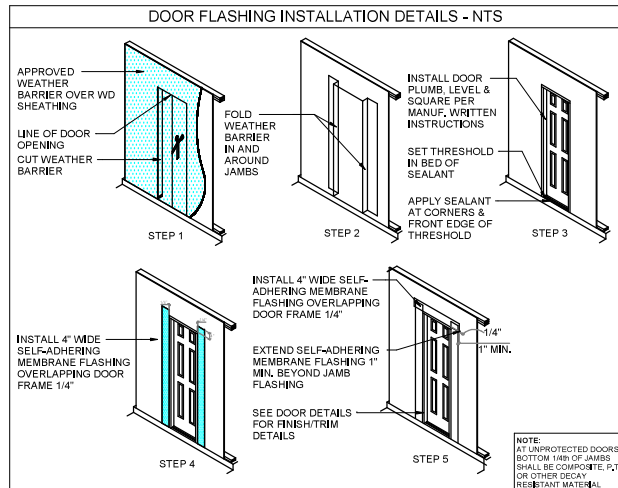 DOOR FLASHING INSTALLATION DETAILS - NTS
APPROVED
WEATHER
BARRIER OVER WD
SHEATHING
LINE OF DOOR
OPENING
CUT WEATHER
BARRIER
STEP 1
FOLD
WEATHER
BARRIER
IN AND
AROUND
JAMBS
STEP 2
INSTALL DOOR
PLUMB, LEVEL &
SQUARE PER
MANUF. WRITTEN
INSTRUCTIONS
SET THRESHOLD
IN BED OF
SEALANT
APPLY SEALANT
AT CORNERS &
FRONT EDGE OF
THRESHOLD
STEP 3
INSTALL 4" WIDE
SELF-ADHERING
MEMBRANE FLASHING
OVERLAPPING DOOR
FRAME 1/4"
STEP 4
INSTALL 4" WIDE SELF-
ADHERING MEMBRANE
FLASHING OVERLAPPING
DOOR FRAME 1/4"
EXTEND SELF-ADHERING
MEMBRANE FLASHING 1"
MIN. BEYOND JAMB
FLASHING
SEE DOOR DETAILS
FOR FINISH/TRIM
DETAILS
1/4"
1" MIN.
STEP 5
NOTE:
AT UNPROTECTED DOORS
BOTTOM 1/4th OF JAMBS
SHALL BE COMPOSITE, P.T.
OR OTHER DECAY
RESISTANT MATERIAL